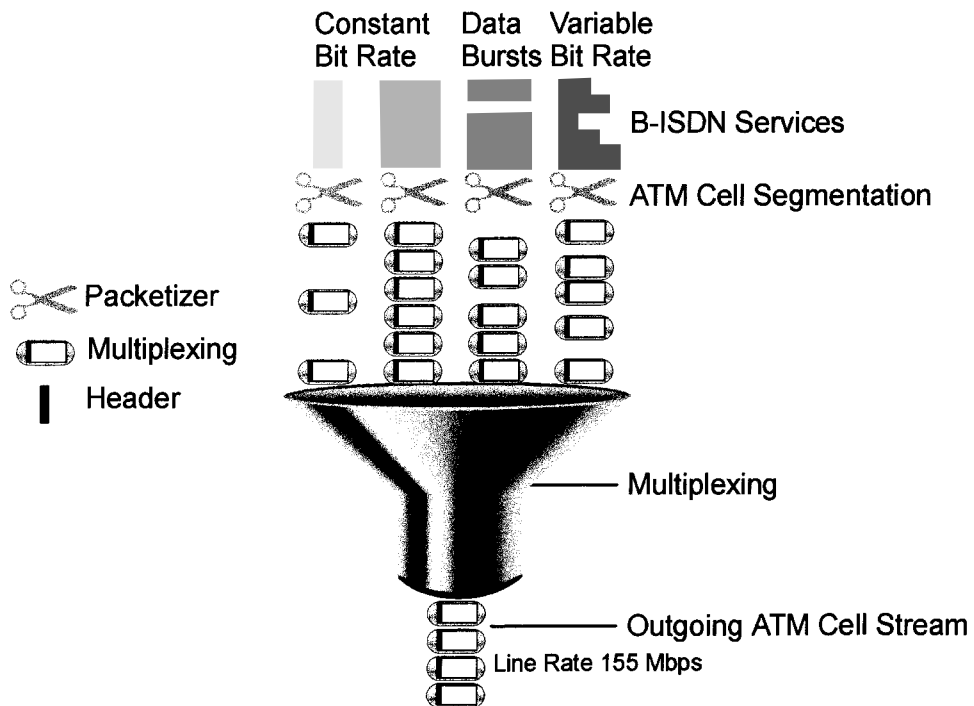 Constant Data Variable
Bit Rate Bursts Bit Rate
B-ISDN Services
ATM Cell Segmentation
Packetizer
Multiplexing
Header
Multiplexing
Outgoing ATM Cell Stream
Line Rate 155 Mbps